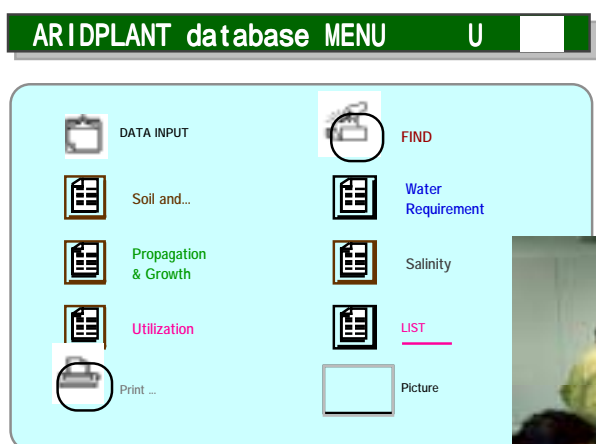 ARIDPLANT database MENU U
DATA INPUT
FIND
Soil and...
Water
Requirement
Propagation
& Growth
Salinity
Utilization
LIST
Print ...
Picture